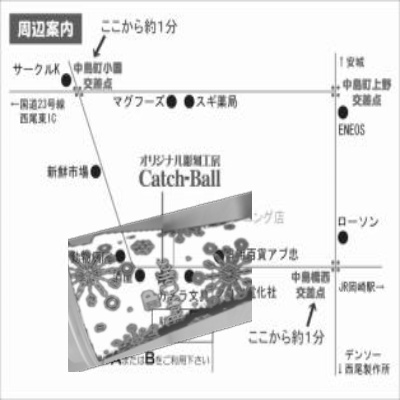 周辺案内
ここから約1分
サークルK
中島町小園
交差点
↑安城
中島町上野
交差点
←国道23号線
西尾東IC
マグフーズ
スギ薬局
ENEOS
オリジナル彫刻工房
Catch・Ball
新鮮市場
ング店
ローソン
百貨アブ忠
カメラ文具
電化社
中島橋西
交差点
JR岡崎駅→
ここから約1分
AまたはBをご利用下さい
デンソー
↓西尾製作所